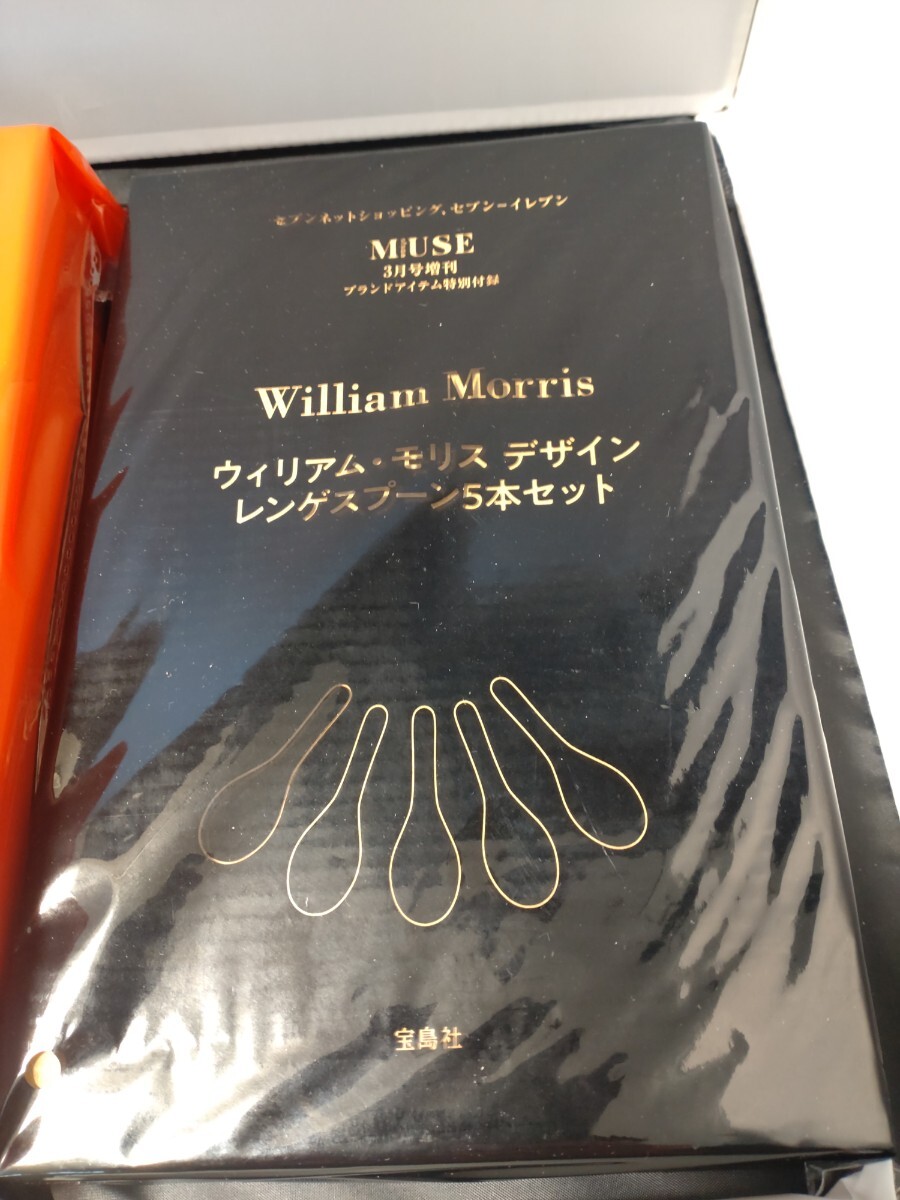 セブンネットショッピング、セブン-イレブン
MUSE
3月号増刊
ブランドアイテム特別付録
William Morris
ウィリアム・モリス デザイン
レンゲスプーン5本セット
宝島社